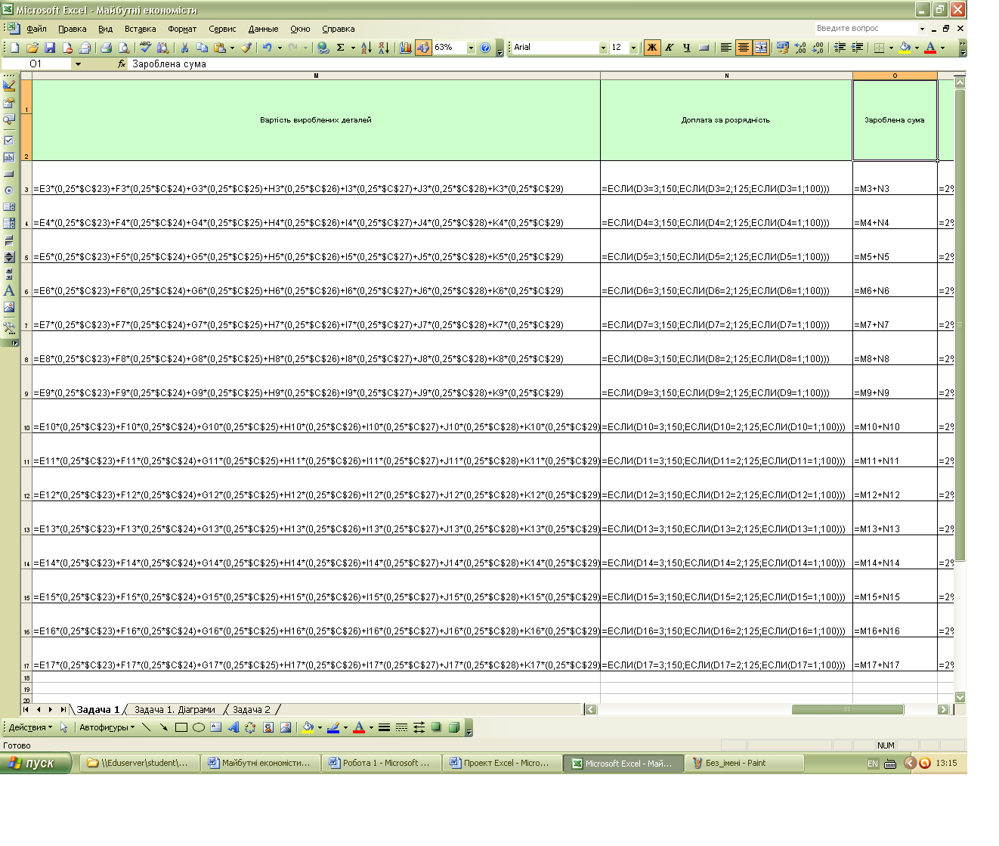 Microsoft Excel - Майбутні економісти
Файл Правка Вид Вставка Формат Сервис Данные Окно Справка Введите вопрос
63% Arial 12 Ж К Ч
O1 fx Зароблена сума
M N O
1 Вартість вироблених деталей Доплата за розрядність Зароблена сума
2
3 =E3*(0,25*$C$23)+F3*(0,25*$C$24)+G3*(0,25*$C$25)+H3*(0,25*$C$26)+I3*(0,25*$C$27)+J3*(0,25*$C$28)+K3*(0,25*$C$29) =ЕСЛИ(D3=3;150;ЕСЛИ(D3=2;125;ЕСЛИ(D3=1;100))) =M3+N3 =2%
4 =E4*(0,25*$C$23)+F4*(0,25*$C$24)+G4*(0,25*$C$25)+H4*(0,25*$C$26)+I4*(0,25*$C$27)+J4*(0,25*$C$28)+K4*(0,25*$C$29) =ЕСЛИ(D4=3;150;ЕСЛИ(D4=2;125;ЕСЛИ(D4=1;100))) =M4+N4 =2%
5 =E5*(0,25*$C$23)+F5*(0,25*$C$24)+G5*(0,25*$C$25)+H5*(0,25*$C$26)+I5*(0,25*$C$27)+J5*(0,25*$C$28)+K5*(0,25*$C$29) =ЕСЛИ(D5=3;150;ЕСЛИ(D5=2;125;ЕСЛИ(D5=1;100))) =M5+N5 =2%
6 =E6*(0,25*$C$23)+F6*(0,25*$C$24)+G6*(0,25*$C$25)+H6*(0,25*$C$26)+I6*(0,25*$C$27)+J6*(0,25*$C$28)+K6*(0,25*$C$29) =ЕСЛИ(D6=3;150;ЕСЛИ(D6=2;125;ЕСЛИ(D6=1;100))) =M6+N6 =2%
7 =E7*(0,25*$C$23)+F7*(0,25*$C$24)+G7*(0,25*$C$25)+H7*(0,25*$C$26)+I7*(0,25*$C$27)+J7*(0,25*$C$28)+K7*(0,25*$C$29) =ЕСЛИ(D7=3;150;ЕСЛИ(D7=2;125;ЕСЛИ(D7=1;100))) =M7+N7 =2%
8 =E8*(0,25*$C$23)+F8*(0,25*$C$24)+G8*(0,25*$C$25)+H8*(0,25*$C$26)+I8*(0,25*$C$27)+J8*(0,25*$C$28)+K8*(0,25*$C$29) =ЕСЛИ(D8=3;150;ЕСЛИ(D8=2;125;ЕСЛИ(D8=1;100))) =M8+N8 =2%
9 =E9*(0,25*$C$23)+F9*(0,25*$C$24)+G9*(0,25*$C$25)+H9*(0,25*$C$26)+I9*(0,25*$C$27)+J9*(0,25*$C$28)+K9*(0,25*$C$29) =ЕСЛИ(D9=3;150;ЕСЛИ(D9=2;125;ЕСЛИ(D9=1;100))) =M9+N9 =2%
10 =E10*(0,25*$C$23)+F10*(0,25*$C$24)+G10*(0,25*$C$25)+H10*(0,25*$C$26)+I10*(0,25*$C$27)+J10*(0,25*$C$28)+K10*(0,25*$C$29) =ЕСЛИ(D10=3;150;ЕСЛИ(D10=2;125;ЕСЛИ(D10=1;100))) =M10+N10 =2%
11 =E11*(0,25*$C$23)+F11*(0,25*$C$24)+G11*(0,25*$C$25)+H11*(0,25*$C$26)+I11*(0,25*$C$27)+J11*(0,25*$C$28)+K11*(0,25*$C$29) =ЕСЛИ(D11=3;150;ЕСЛИ(D11=2;125;ЕСЛИ(D11=1;100))) =M11+N11 =2%
12 =E12*(0,25*$C$23)+F12*(0,25*$C$24)+G12*(0,25*$C$25)+H12*(0,25*$C$26)+I12*(0,25*$C$27)+J12*(0,25*$C$28)+K12*(0,25*$C$29) =ЕСЛИ(D12=3;150;ЕСЛИ(D12=2;125;ЕСЛИ(D12=1;100))) =M12+N12 =2%
13 =E13*(0,25*$C$23)+F13*(0,25*$C$24)+G13*(0,25*$C$25)+H13*(0,25*$C$26)+I13*(0,25*$C$27)+J13*(0,25*$C$28)+K13*(0,25*$C$29) =ЕСЛИ(D13=3;150;ЕСЛИ(D13=2;125;ЕСЛИ(D13=1;100))) =M13+N13 =2%
14 =E14*(0,25*$C$23)+F14*(0,25*$C$24)+G14*(0,25*$C$25)+H14*(0,25*$C$26)+I14*(0,25*$C$27)+J14*(0,25*$C$28)+K14*(0,25*$C$29) =ЕСЛИ(D14=3;150;ЕСЛИ(D14=2;125;ЕСЛИ(D14=1;100))) =M14+N14 =2%
15 =E15*(0,25*$C$23)+F15*(0,25*$C$24)+G15*(0,25*$C$25)+H15*(0,25*$C$26)+I15*(0,25*$C$27)+J15*(0,25*$C$28)+K15*(0,25*$C$29) =ЕСЛИ(D15=3;150;ЕСЛИ(D15=2;125;ЕСЛИ(D15=1;100))) =M15+N15 =2%
16 =E16*(0,25*$C$23)+F16*(0,25*$C$24)+G16*(0,25*$C$25)+H16*(0,25*$C$26)+I16*(0,25*$C$27)+J16*(0,25*$C$28)+K16*(0,25*$C$29) =ЕСЛИ(D16=3;150;ЕСЛИ(D16=2;125;ЕСЛИ(D16=1;100))) =M16+N16 =2%
17 =E17*(0,25*$C$23)+F17*(0,25*$C$24)+G17*(0,25*$C$25)+H17*(0,25*$C$26)+I17*(0,25*$C$27)+J17*(0,25*$C$28)+K17*(0,25*$C$29) =ЕСЛИ(D17=3;150;ЕСЛИ(D17=2;125;ЕСЛИ(D17=1;100))) =M17+N17 =2%
18
19
20
Задача 1 Задача 1. Діаграми Задача 2
Действия Автофигуры
Готово NUM
пуск \\Eduserver\student\... Майбутні економісти... Робота 1 - Microsoft ... Проект Excel - Micro... Microsoft Excel - Май... Без_імені - Paint EN 13:15